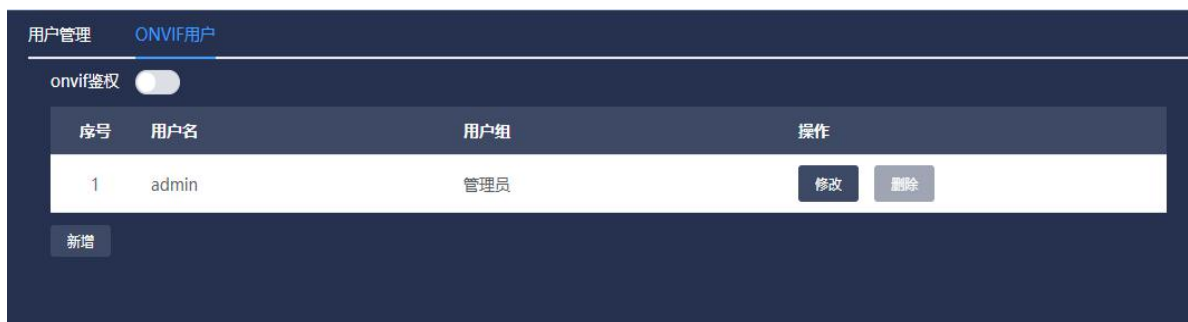 用户管理 ONVIF用户
onvif鉴权
序号 用户名 用户组 操作
1 admin 管理员 修改 删除
新增